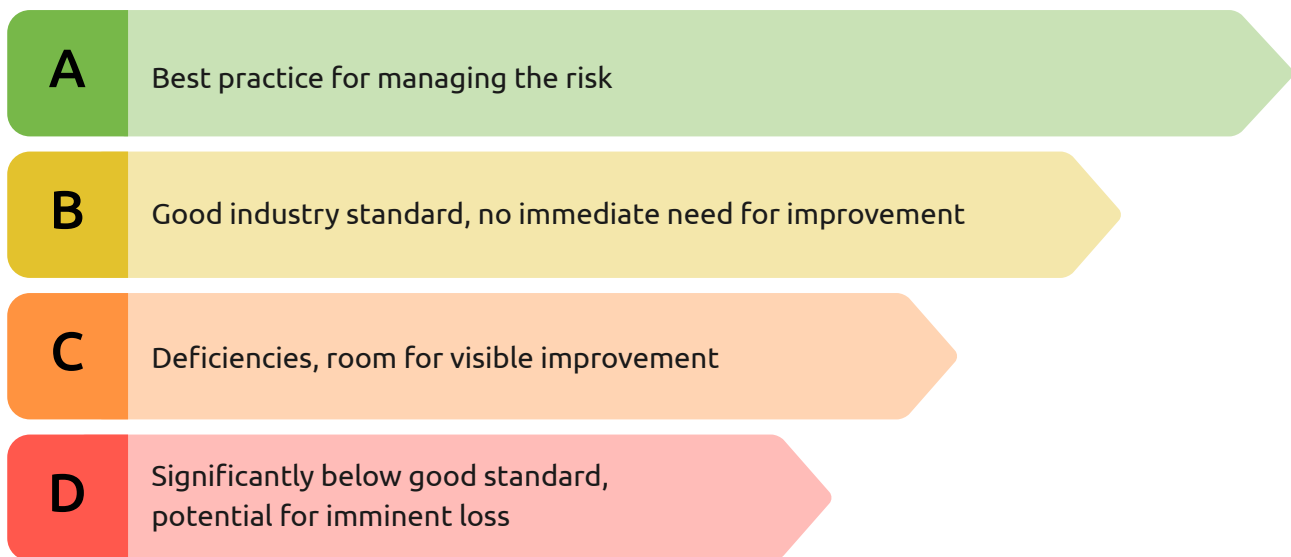 A
Best practice for managing the risk
B
Good industry standard, no immediate need for improvement
C
Deficiencies, room for visible improvement
D
Significantly below good standard,
potential for imminent loss